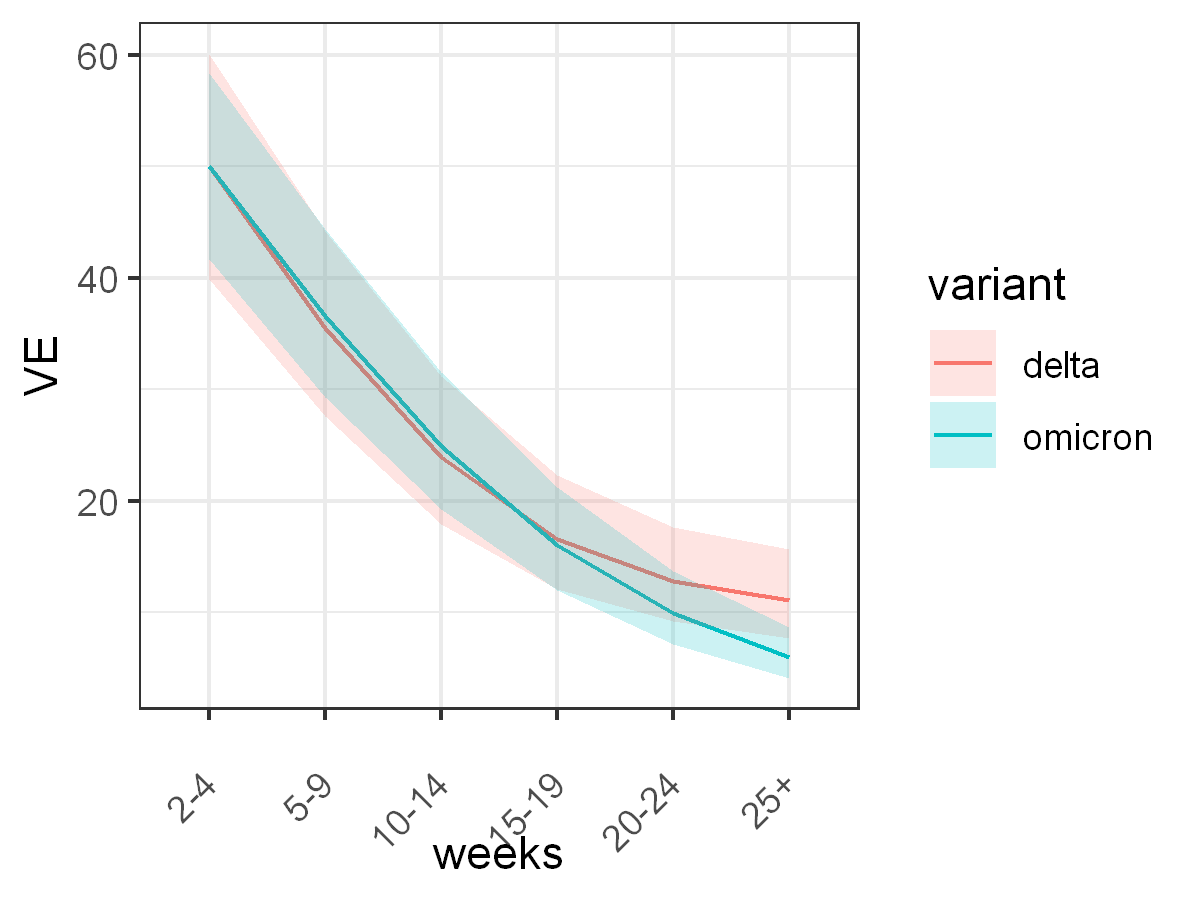 60
40
20
VE
2-4
5-9
10-14
15-19
20-24
25+
weeks
variant
delta
omicron